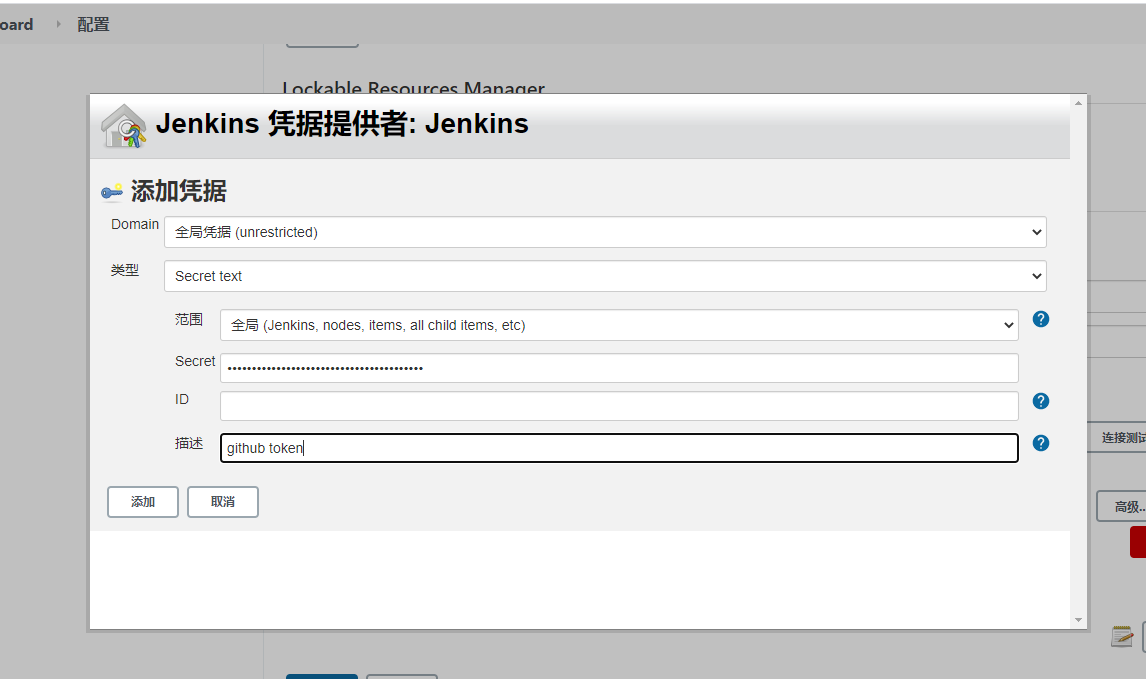 oard › 配置
Lockable Resources Manager
Jenkins 凭据提供者: Jenkins
添加凭据
Domain 全局凭据 (unrestricted)
类型 Secret text
范围 全局 (Jenkins, nodes, items, all child items, etc) ?
Secret ••••••••••••••••••••••••••••••••••••••••
ID ?
描述 github token ?
连接测试
添加 取消
高级..